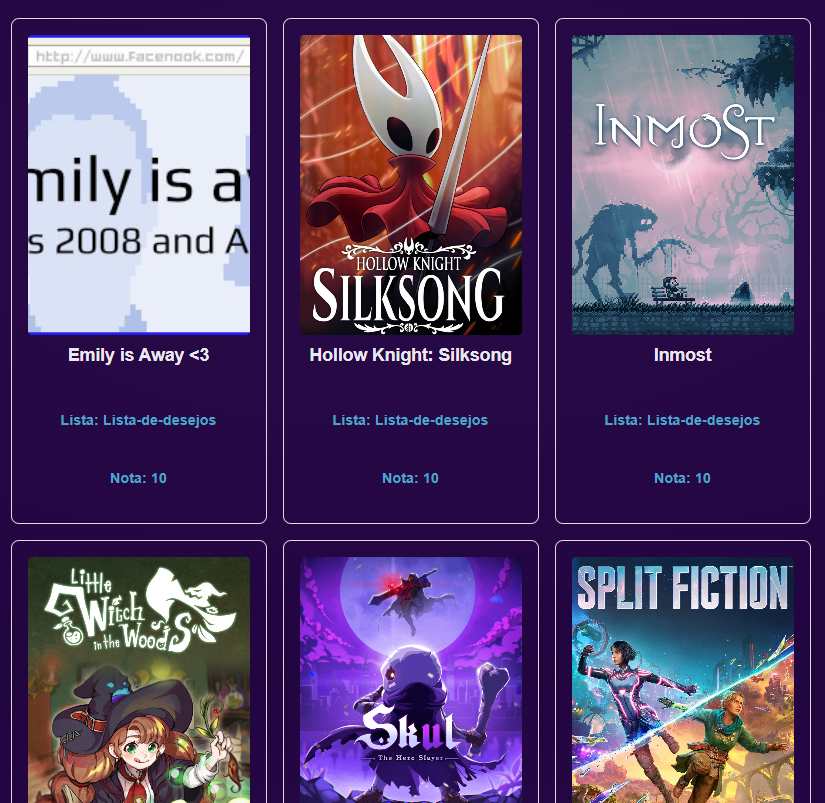 http://www.facenook.com/
mily is a
s 2008 and A
HOLLOW KNIGHT
SILKSONG
INMOST
Emily is Away <3
Hollow Knight: Silksong
Inmost
Lista: Lista-de-desejos
Lista: Lista-de-desejos
Lista: Lista-de-desejos
Nota: 10
Nota: 10
Nota: 10
Little
Witch
in the Woods
Skul
The Hero Slayer
SPLIT FICTION